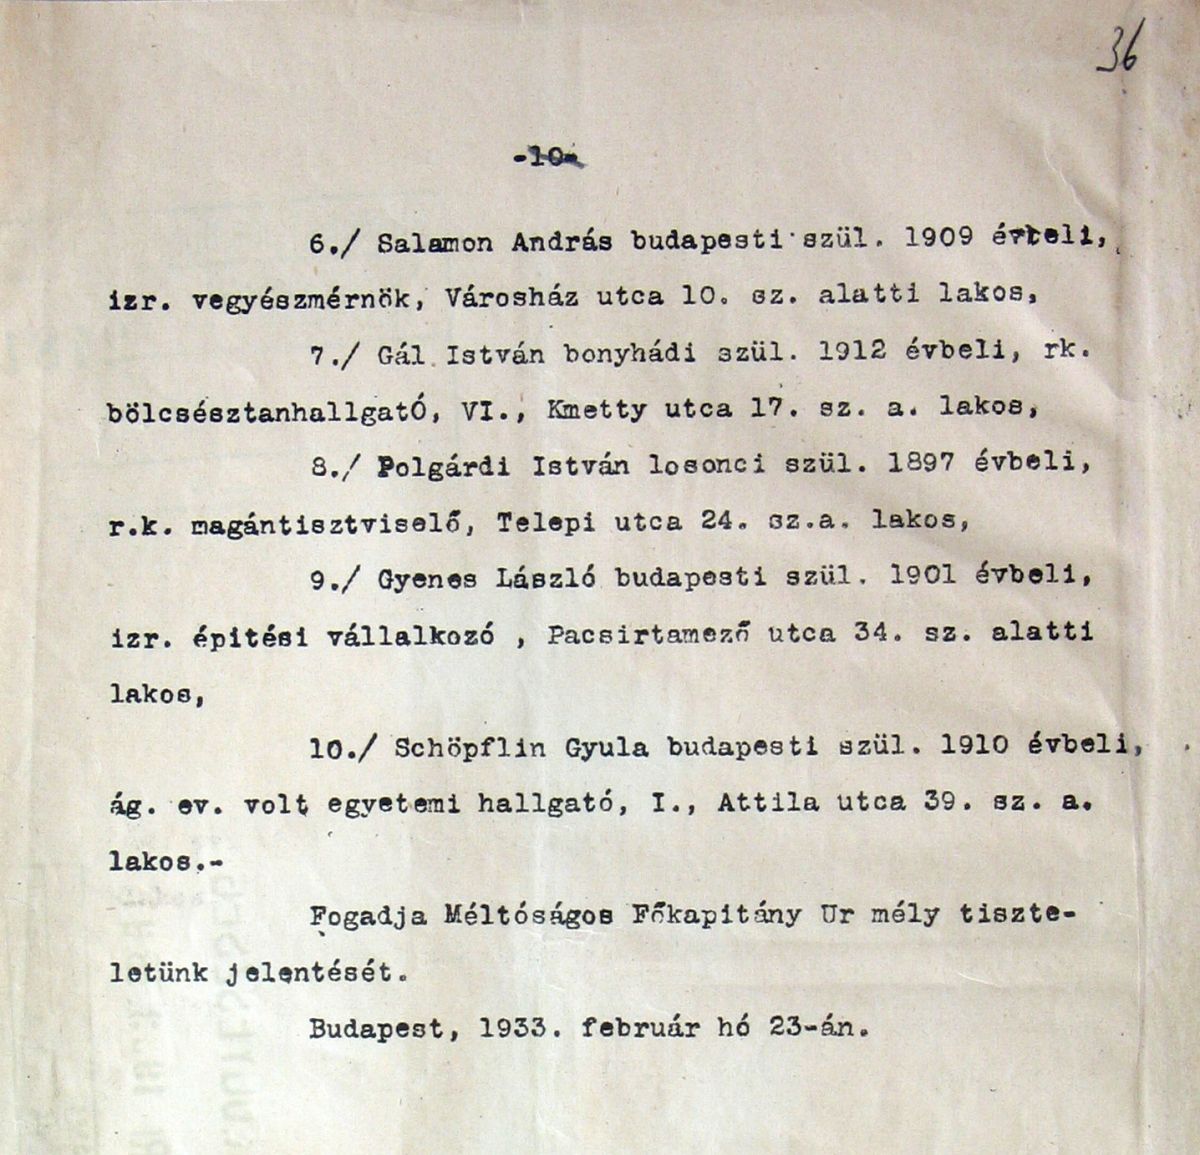 36
-10-
6./ Salamon András budapesti szül. 1909 évbeli,
izr. vegyészmérnök, Városház utca 10. sz. alatti lakos,
7./ Gál István bonyhádi szül. 1912 évbeli, rk.
bölcsésztanhallgatÓ, VI., Kmetty utca 17. sz. a. lakos,
8./ Polgárdi István losonci szül. 1897 évbeli,
r.k. magántisztviselő, Telepi utca 24. sz.a. lakos,
9./ Gyenes László budapesti szül. 1901 évbeli,
izr. épitési vállalkozó , Pacsirtamező utca 34. sz. alatti
lakos,
10./ Schöpflin Gyula budapesti szül. 1910 évbeli,
ág. ev. volt egyetemi hallgató, I., Attila utca 39. sz. a.
lakos.-
Fogadja Méltóságos Főkapitány Ur mély tiszte-
letünk jelentését.
Budapest, 1933. február hó 23-án.